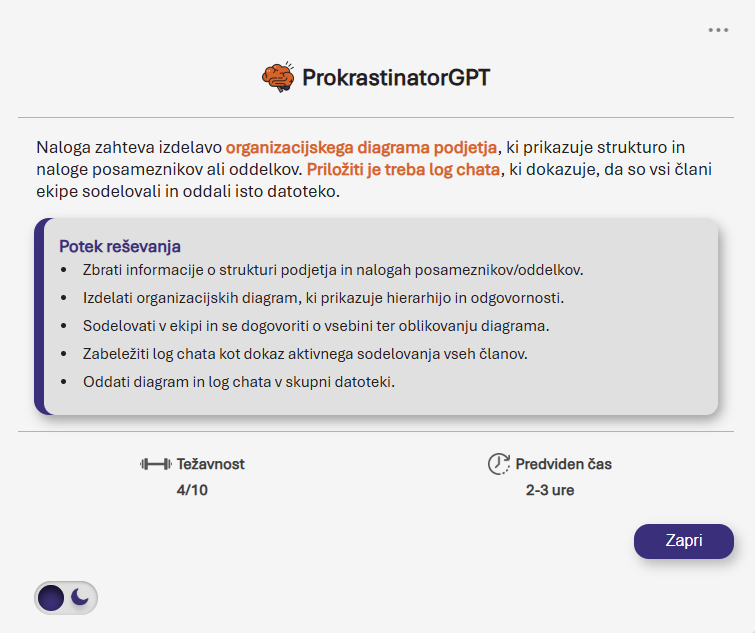 ProkrastinatorGPT
Naloga zahteva izdelavo organizacijskega diagrama podjetja, ki prikazuje strukturo in
naloge posameznikov ali oddelkov. Priložiti je treba log chata, ki dokazuje, da so vsi člani
ekipe sodelovali in oddali isto datoteko.
Potek reševanja
• Zbrati informacije o strukturi podjetja in nalogah posameznikov/oddelkov.
• Izdelati organizacijskih diagram, ki prikazuje hierarhijo in odgovornosti.
• Sodelovati v ekipi in se dogovoriti o vsebini ter oblikovanju diagrama.
• Zabeležiti log chata kot dokaz aktivnega sodelovanja vseh članov.
• Oddati diagram in log chata v skupni datoteki.
Težavnost
4/10
Predviden čas
2-3 ure
Zapri